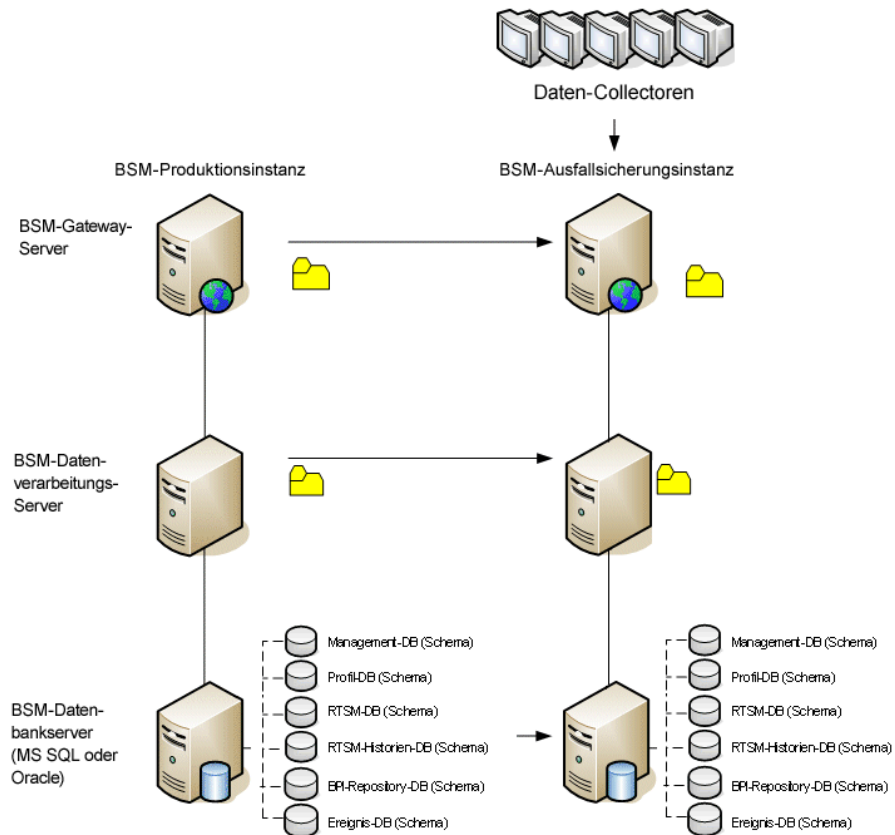 Daten-Collectoren
BSM-Produktionsinstanz
BSM-Ausfallsicherungsinstanz
BSM-Gateway-
Server
BSM-Daten-
verarbeitungs-
Server
BSM-Daten-
bankserver
(MS SQL oder
Oracle)
Management-DB (Schema)
Profil-DB (Schema)
RTSM-DB (Schema)
RTSM-Historien-DB (Schema)
BPI-Repository-DB (Schema)
Ereignis-DB (Schema)
Management-DB (Schema)
Profil-DB (Schema)
RTSM-DB (Schema)
RTSM-Historien-DB (Schema)
BPI-Repository-DB (Schema)
Ereignis-DB (Schema)